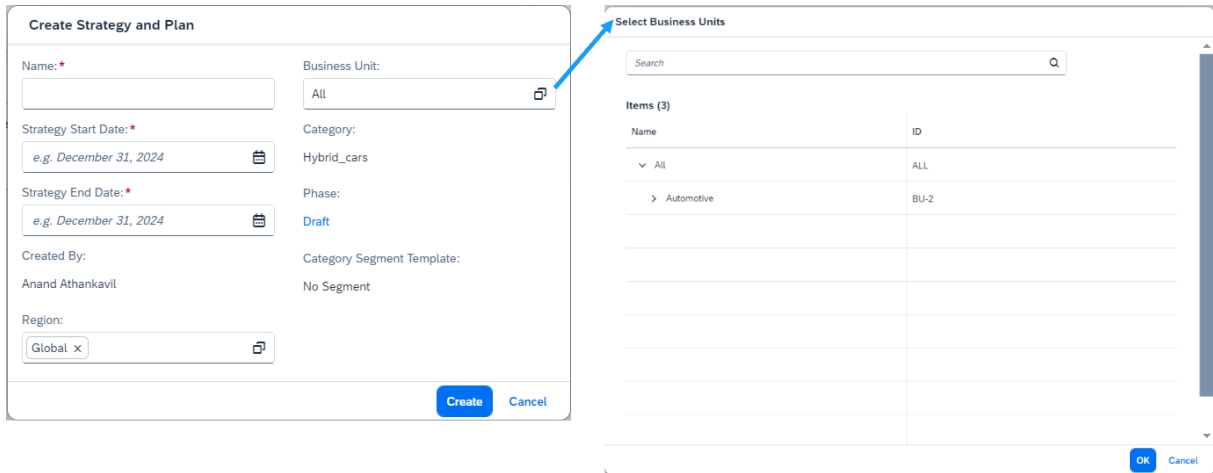 Create Strategy and Plan
Name:*
Business Unit:
All
Strategy Start Date:*
e.g. December 31, 2024
Category:
Hybrid_cars
Strategy End Date:*
e.g. December 31, 2024
Phase:
Draft
Created By:
Anand Athankavil
Category Segment Template:
No Segment
Region:
Global ×
Create Cancel
Select Business Units
Search
Items (3)
Name ID
All ALL
Automotive BU-2
OK Cancel